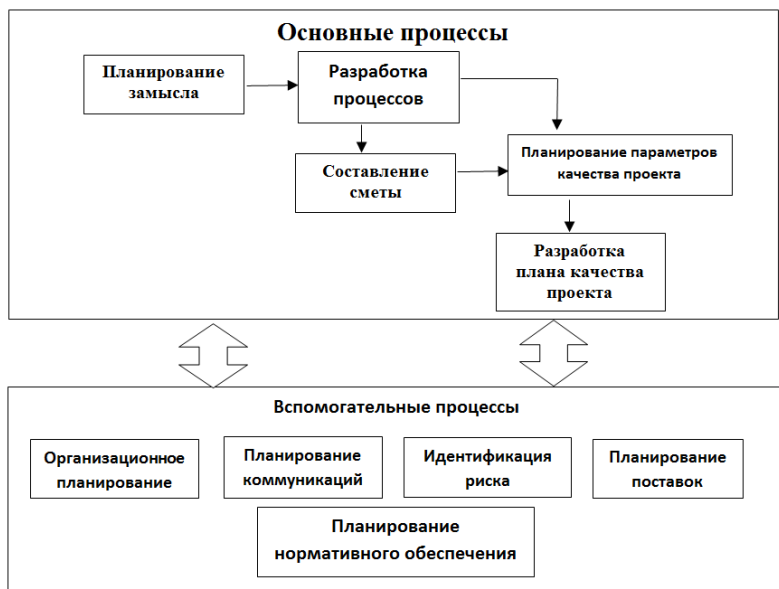 Основные процессы
Планирование
замысла
Разработка
процессов
Составление
сметы
Планирование параметров
качества проекта
Разработка
плана качества
проекта
Вспомогательные процессы
Организационное
планирование
Планирование
коммуникаций
Идентификация
риска
Планирование
поставок
Планирование
нормативного обеспечения